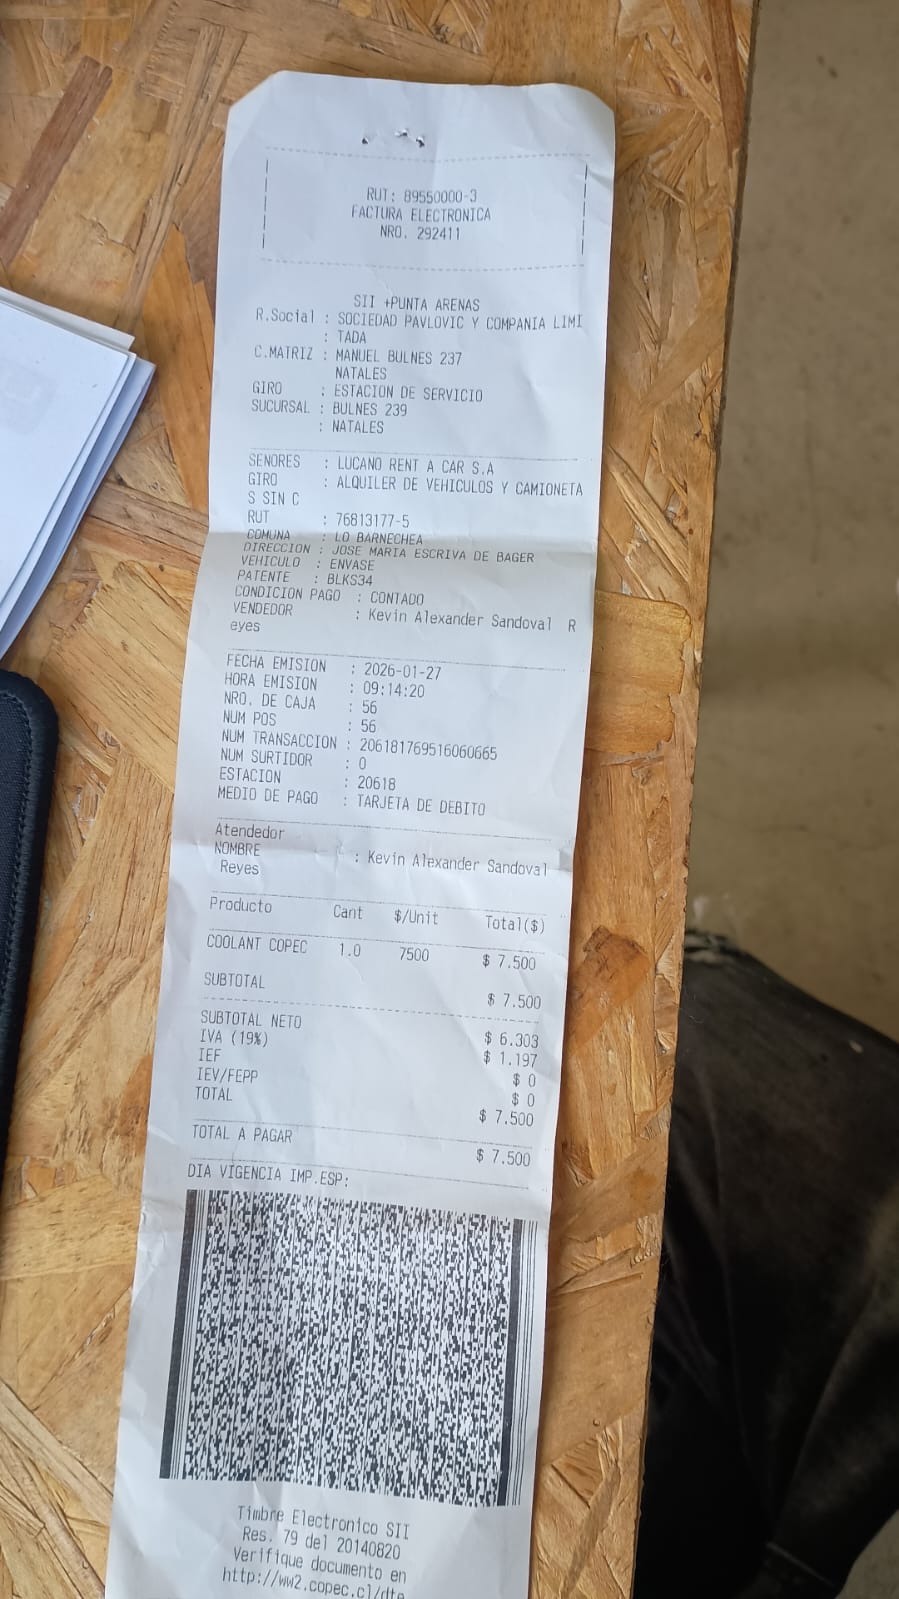 RUT: 89550000-3
FACTURA ELECTRONICA
NRO. 292411
SII +PUNTA ARENAS
R.Social : SOCIEDAD PAVLOVIC Y COMPANIA LIMI
: TADA
C.MATRIZ : MANUEL BULNES 237
NATALES
GIRO : ESTACION DE SERVICIO
SUCURSAL : BULNES 239
: NATALES
SENORES : LUCANO RENT A CAR S.A
GIRO : ALQUILER DE VEHICULOS Y CAMIONETA
S SIN C
RUT : 76813177-5
COMUNA : LO BARNECHEA
DIRECCION : JOSE MARIA ESCRIVA DE BAGER
VEHICULO : ENVASE
PATENTE : BLKS34
CONDICION PAGO : CONTADO
VENDEDOR : Kevin Alexander Sandoval R
eyes
FECHA EMISION : 2026-01-27
HORA EMISION : 09:14:20
NRO. DE CAJA : 56
NUM POS : 56
NUM TRANSACCION : 206181769516060665
NUM SURTIDOR : 0
ESTACION : 20618
MEDIO DE PAGO : TARJETA DE DEBITO
Atendedor
NOMBRE : Kevin Alexander Sandoval
Reyes
Producto Cant $/Unit Total($)
COOLANT COPEC 1.0 7500 $ 7.500
SUBTOTAL $ 7.500
SUBTOTAL NETO $ 6.303
IVA (19%) $ 1.197
IEF $ 0
IEV/FEPP $ 0
TOTAL $ 7.500
TOTAL A PAGAR $ 7.500
DIA VIGENCIA IMP.ESP:
Timbre Electronico SII
Res. 79 del 20140820
Verifique documento en
http://ww2.copec.cl/dte